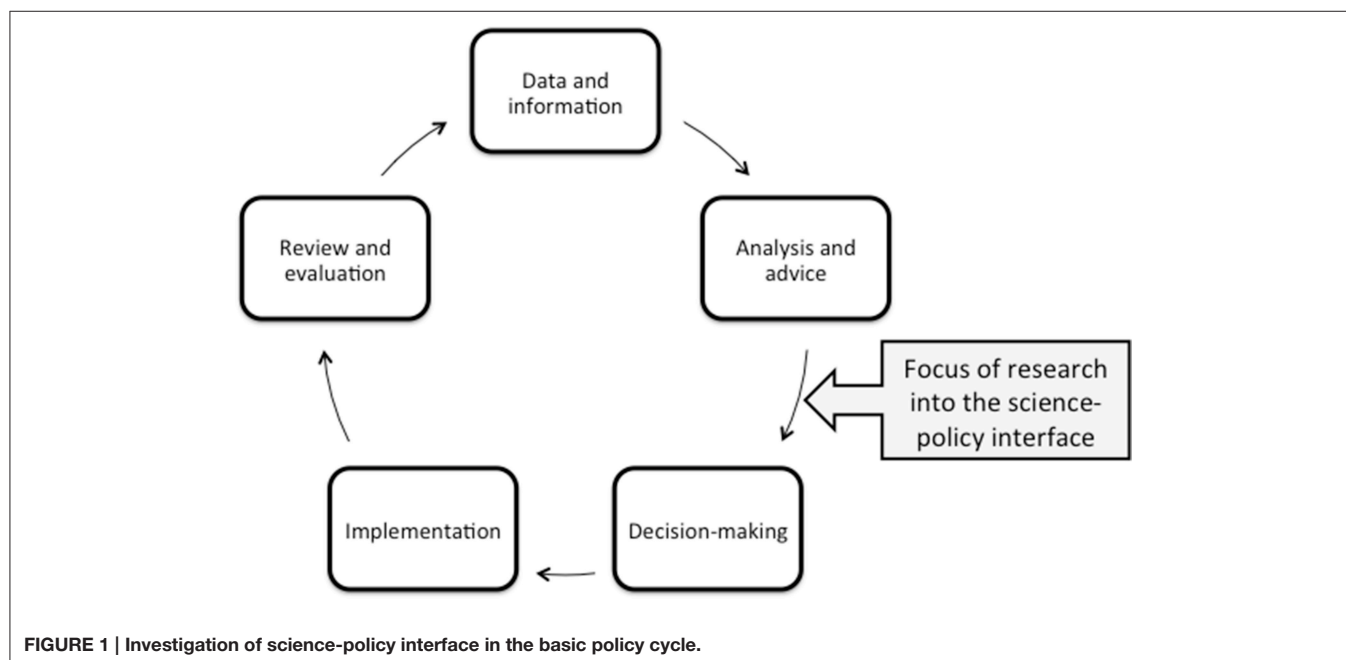 Data and
information
Analysis and
advice
Focus of research
into the science-
policy interface
Decision-making
Implementation
Review and
evaluation
FIGURE 1 | Investigation of science-policy interface in the basic policy cycle.